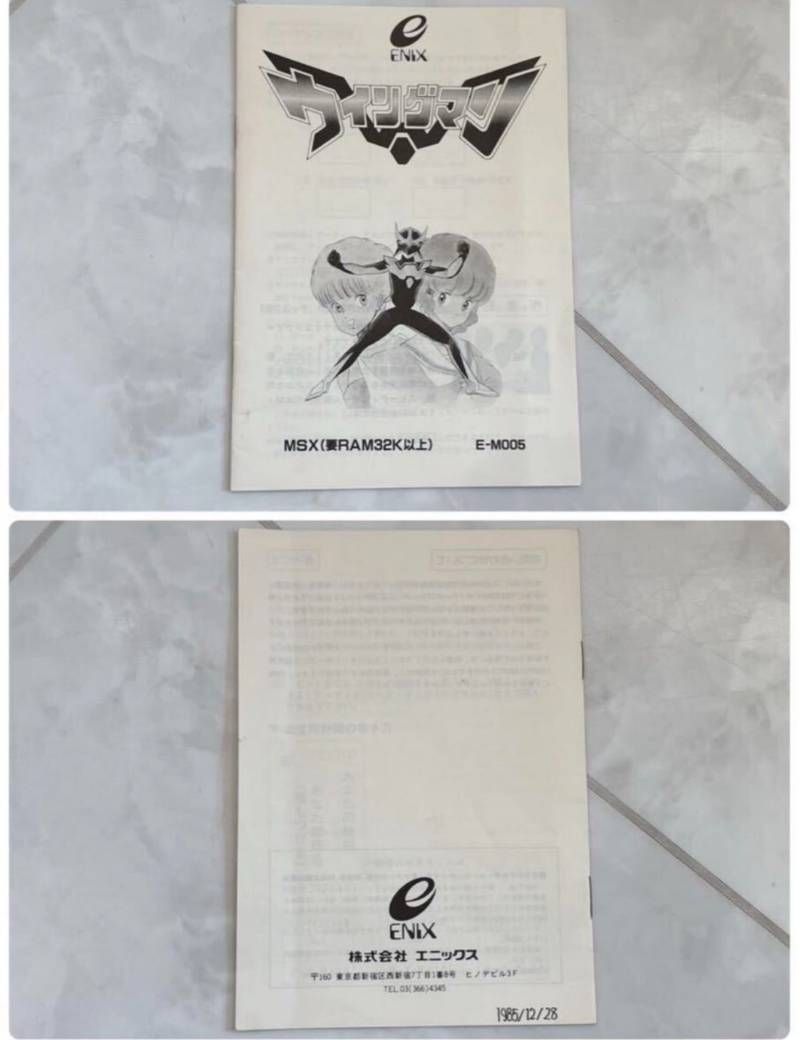 ENIX
ウイングマン
MSX(要RAM32K以上) E-M005
ENIX
株式会社 エニックス
〒160 東京都新宿区西新宿7丁目1番8号 ヒノデビル3F
TEL.03(366)4345
1985/12/28